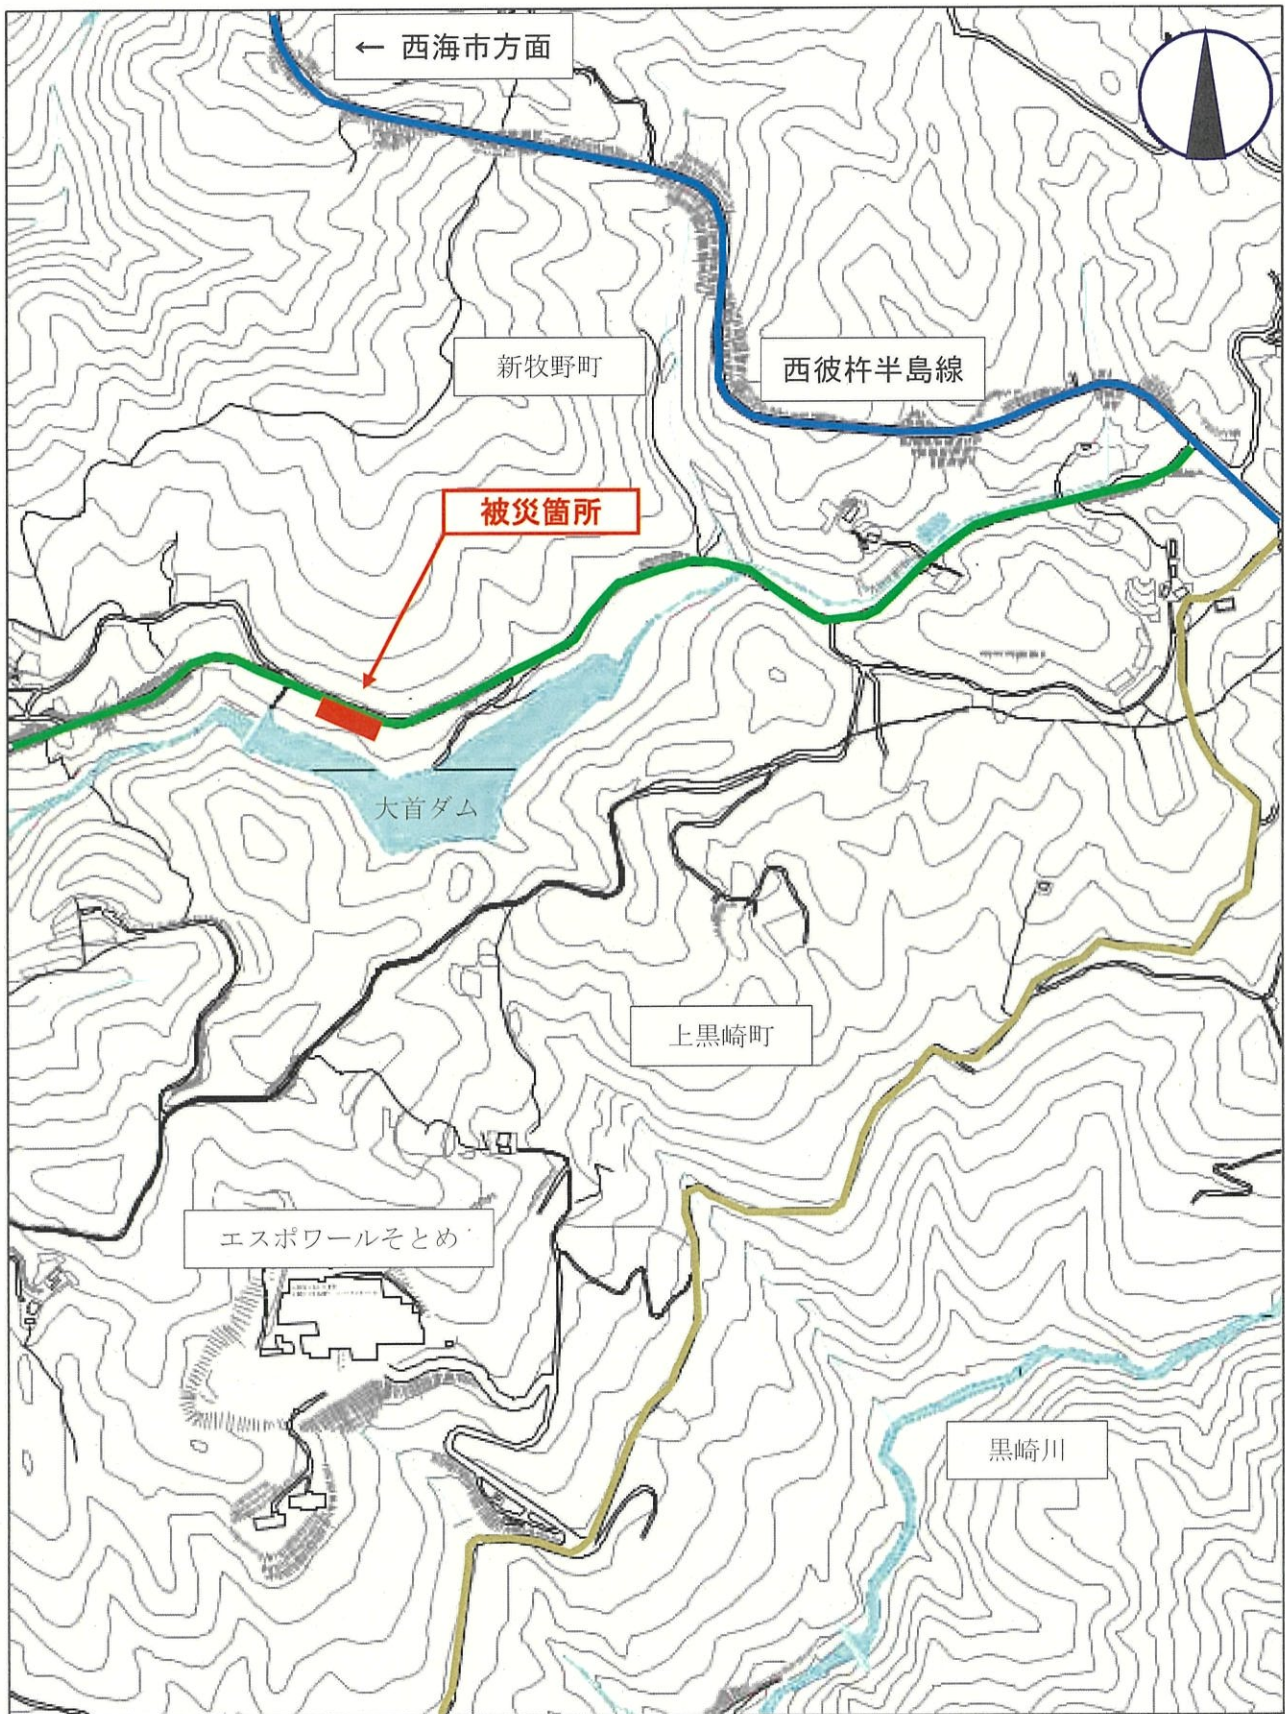 ← 西海市方面
新牧野町
西彼杵半島線
被災箇所
大首ダム
上黒崎町
エスポワールそとめ
黒崎川